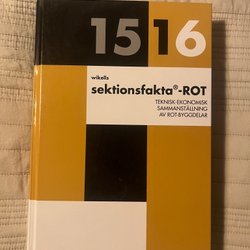 1516
wikells
sektionsfakta®-ROT
TEKNISK-EKONOMISK
SAMMANSTÄLLNING
AV ROT-BYGGDELAR